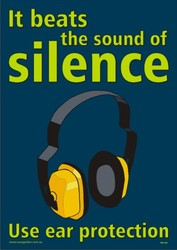 It beats
the sound of
silence
Use ear protection